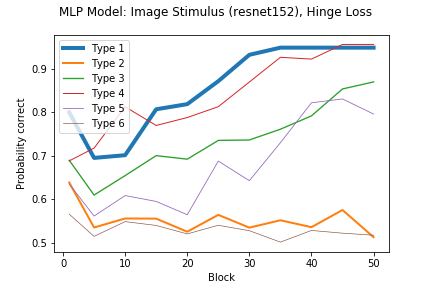 MLP Model: Image Stimulus (resnet152), Hinge Loss
Type 1
Type 2
Type 3
Type 4
Type 5
Type 6
Probability correct
0.9
0.8
0.7
0.6
0.5
0 10 20 30 40 50
Block